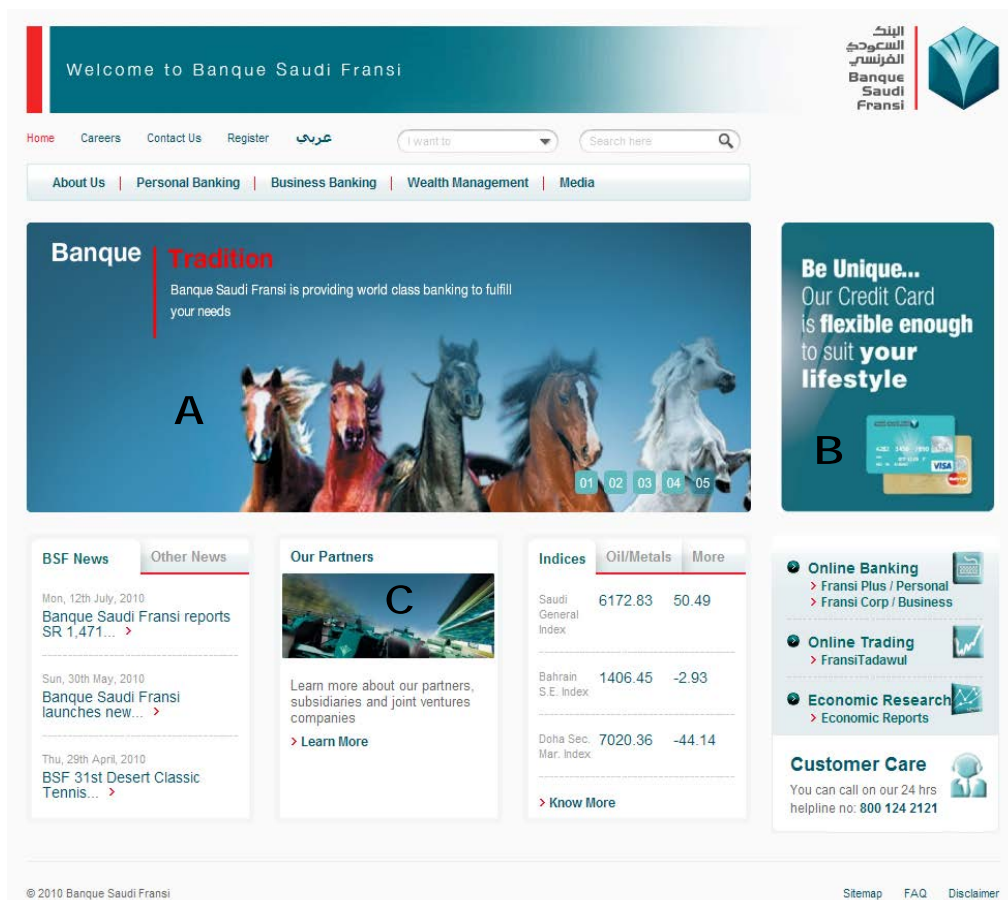 Welcome to Banque Saudi Fransi
البنك
السعودي
الفرنسي
Banque
Saudi
Fransi
Home Careers Contact Us Register عربي I want to Search here
About Us | Personal Banking | Business Banking | Wealth Management | Media
Banque Tradition
Banque Saudi Fransi is providing world class banking to fulfill
your needs
A
01 02 03 04 05
Be Unique...
Our Credit Card
is flexible enough
to suit your
lifestyle
B
VISA
BSF News Other News
Mon, 12th July, 2010
Banque Saudi Fransi reports
SR 1,471... >
Sun, 30th May, 2010
Banque Saudi Fransi
launches new... >
Thu, 29th April, 2010
BSF 31st Desert Classic
Tennis... >
Our Partners
C
Learn more about our partners,
subsidiaries and joint ventures
companies
> Learn More
Indices Oil/Metals More
Saudi
General
Index
6172.83 50.49
Bahrain
S.E. Index
1406.45 -2.93
Doha Sec.
Mar. Index
7020.36 -44.14
> Know More
Online Banking
> Fransi Plus / Personal
> Fransi Corp / Business
Online Trading
> FransiTadawul
Economic Research
> Economic Reports
Customer Care
You can call on our 24 hrs
helpline no: 800 124 2121
© 2010 Banque Saudi Fransi
Sitemap FAQ Disclaimer